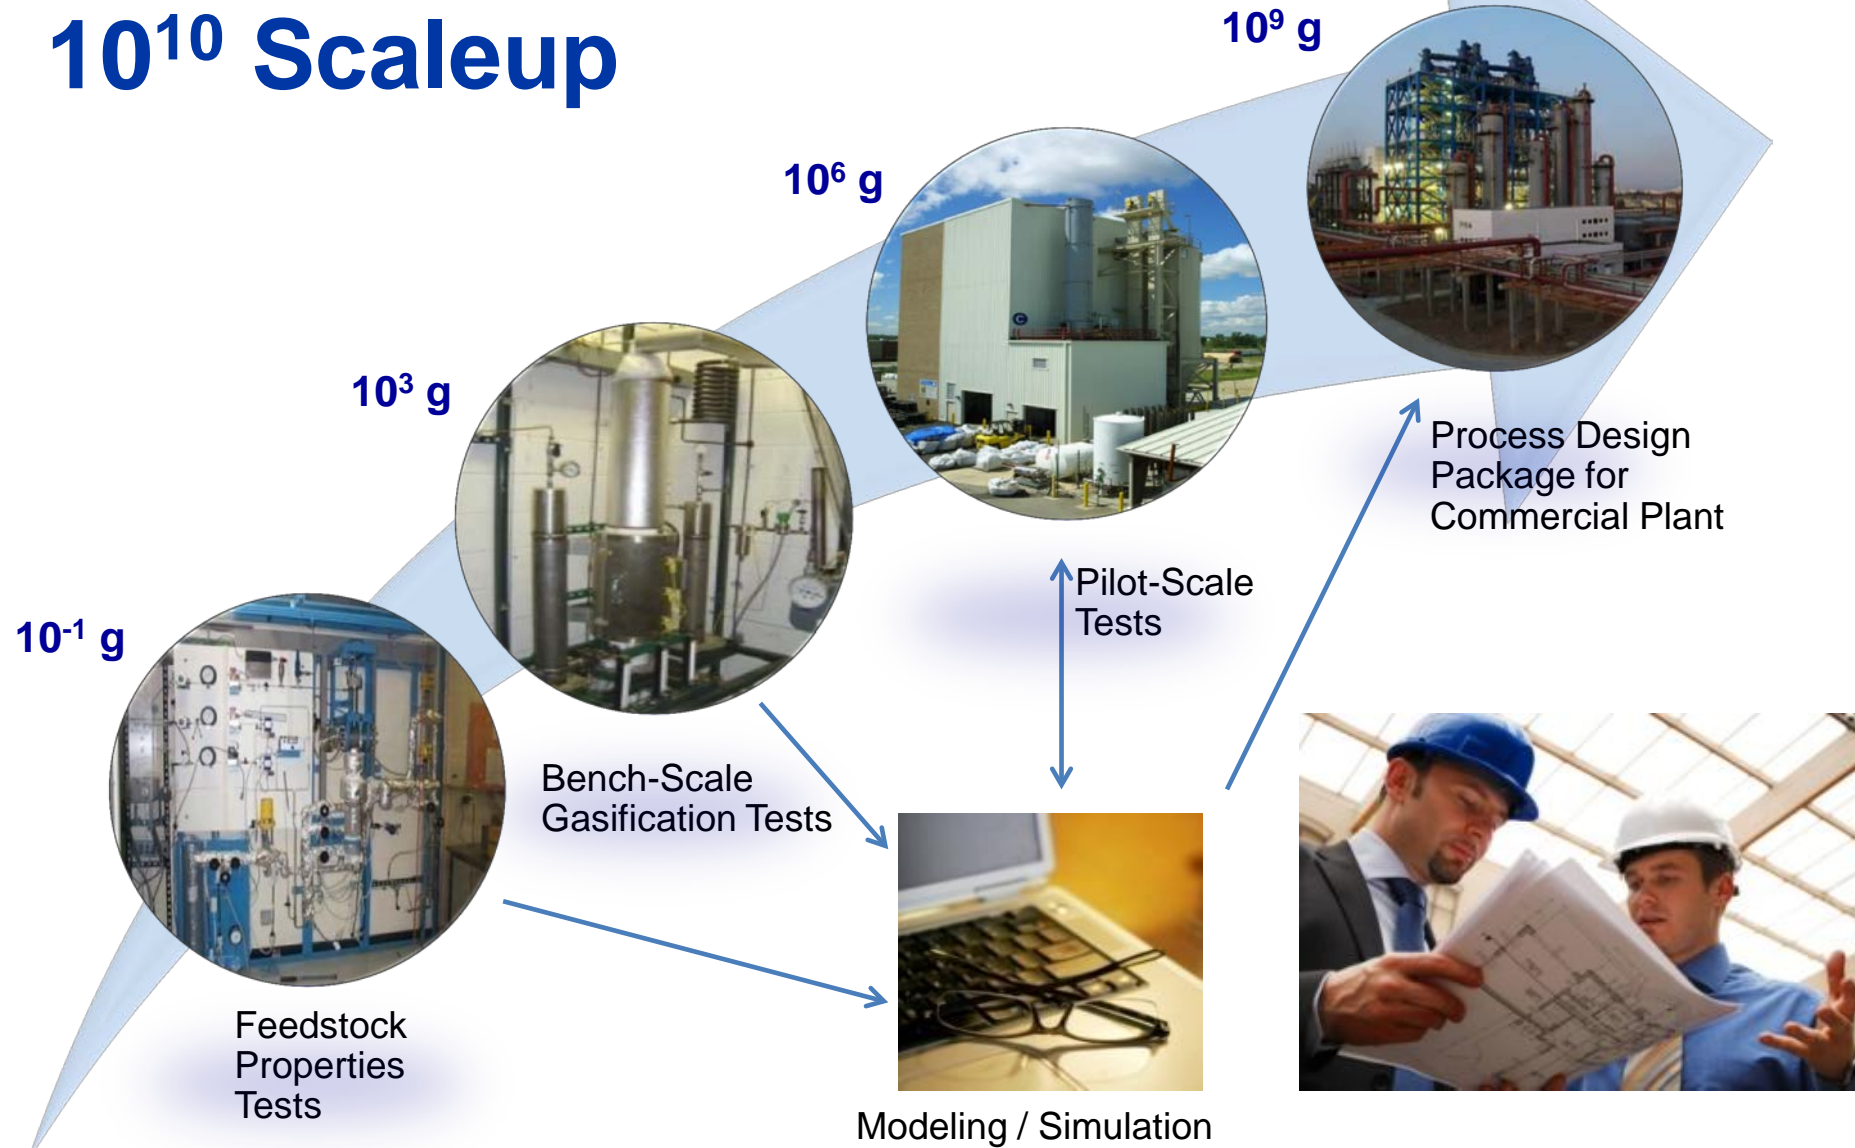 10¹⁰ Scaleup
10⁹ g
10⁶ g
10³ g
10⁻¹ g
Process Design
Package for
Commercial Plant
Pilot-Scale
Tests
Bench-Scale
Gasification Tests
Feedstock
Properties
Tests
Modeling / Simulation
C